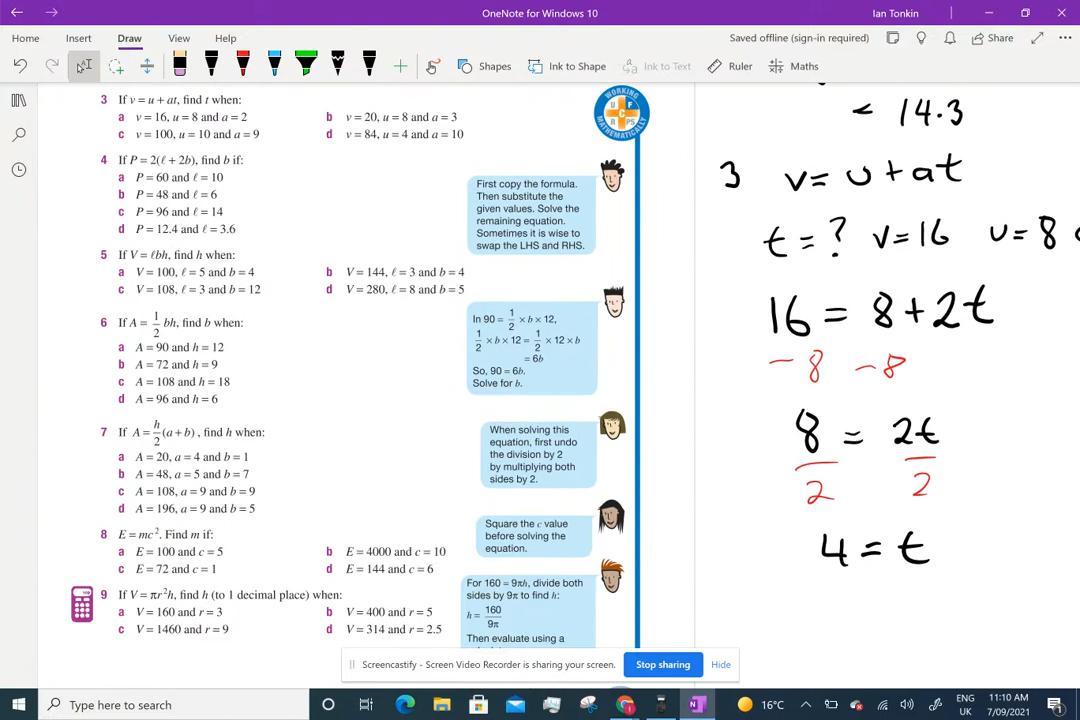 OneNote for Windows 10
Ian Tonkin
Home Insert Draw View Help
Saved offline (sign-in required)
Share
Shapes
Ink to Shape
Ink to Text
Ruler
Maths
3 If v = u + at, find t when:
a v = 16, u = 8 and a = 2
b v = 20, u = 8 and a = 3
c v = 100, u = 10 and a = 9
d v = 84, u = 4 and a = 10
WORKING MATHEMATICALLY
U F C R PS
4 If P = 2(ℓ + 2b), find b if:
a P = 60 and ℓ = 10
b P = 48 and ℓ = 6
c P = 96 and ℓ = 14
d P = 12.4 and ℓ = 3.6
First copy the formula.
Then substitute the
given values. Solve the
remaining equation.
Sometimes it is wise to
swap the LHS and RHS.
5 If V = ℓbh, find h when:
a V = 100, ℓ = 5 and b = 4
b V = 144, ℓ = 3 and b = 4
c V = 108, ℓ = 3 and b = 12
d V = 280, ℓ = 8 and b = 5
6 If A = 1/2 bh, find b when:
a A = 90 and h = 12
b A = 72 and h = 9
c A = 108 and h = 18
d A = 96 and h = 6
In 90 = 1/2 × b × 12,
1/2 × b × 12 = 1/2 × 12 × b
= 6b
So, 90 = 6b.
Solve for b.
7 If A = h/2 (a + b), find h when:
a A = 20, a = 4 and b = 1
b A = 48, a = 5 and b = 7
c A = 108, a = 9 and b = 9
d A = 196, a = 9 and b = 5
When solving this
equation, first undo
the division by 2
by multiplying both
sides by 2.
8 E = mc². Find m if:
a E = 100 and c = 5
b E = 4000 and c = 10
c E = 72 and c = 1
d E = 144 and c = 6
Square the c value
before solving the
equation.
9 If V = πr²h, find h (to 1 decimal place) when:
a V = 160 and r = 3
b V = 400 and r = 5
c V = 1460 and r = 9
d V = 314 and r = 2.5
For 160 = 9πh, divide both
sides by 9π to find h:
h = 160/9π
Then evaluate using a
= 14.3
3 v = u + at
t = ? v = 16 u = 8
16 = 8 + 2t
- 8 - 8
8 = 2t
2 2
4 = t
Screencastify - Screen Video Recorder is sharing your screen.
Stop sharing
Hide
Type here to search
16°C
ENG
UK
11:10 AM
7/09/2021